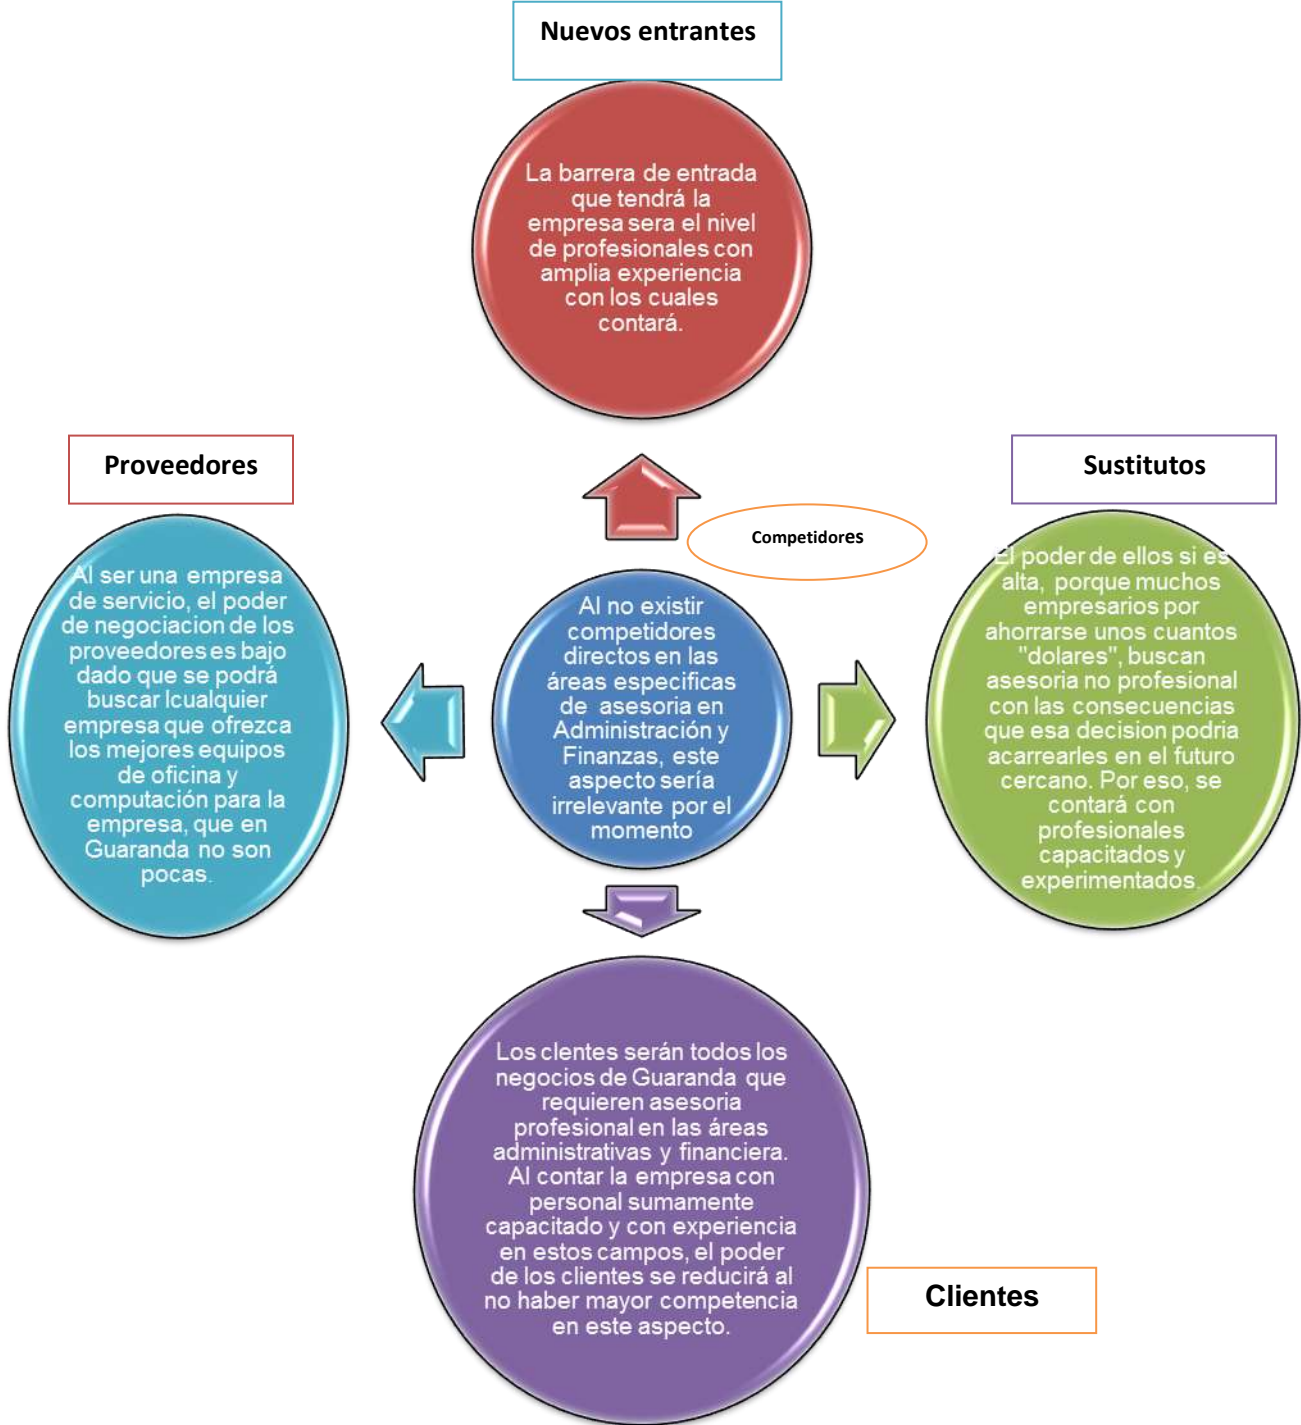 Nuevos entrantes
La barrera de entrada
que tendrá la
empresa sera el nivel
de profesionales con
amplia experiencia
con los cuales
contará.
Proveedores
Al ser una empresa
de servicio, el poder
de negociacion de los
proveedores es bajo
dado que se podrá
buscar lcualquier
empresa que ofrezca
los mejores equipos
de oficina y
computación para la
empresa, que en
Guaranda no son
pocas.
Competidores
Al no existir
competidores
directos en las
áreas especificas
de asesoria en
Administración y
Finanzas, este
aspecto sería
irrelevante por el
momento
Sustitutos
El poder de ellos si es
alta, porque muchos
empresarios por
ahorrarse unos cuantos
"dolares", buscan
asesoria no profesional
con las consecuencias
que esa decision podria
acarrearles en el futuro
cercano. Por eso, se
contará con
profesionales
capacitados y
experimentados.
Los clentes serán todos los
negocios de Guaranda que
requieren asesoria
profesional en las áreas
administrativas y financiera.
Al contar la empresa con
personal sumamente
capacitado y con experiencia
en estos campos, el poder
de los clientes se reducirá al
no haber mayor competencia
en este aspecto.
Clientes